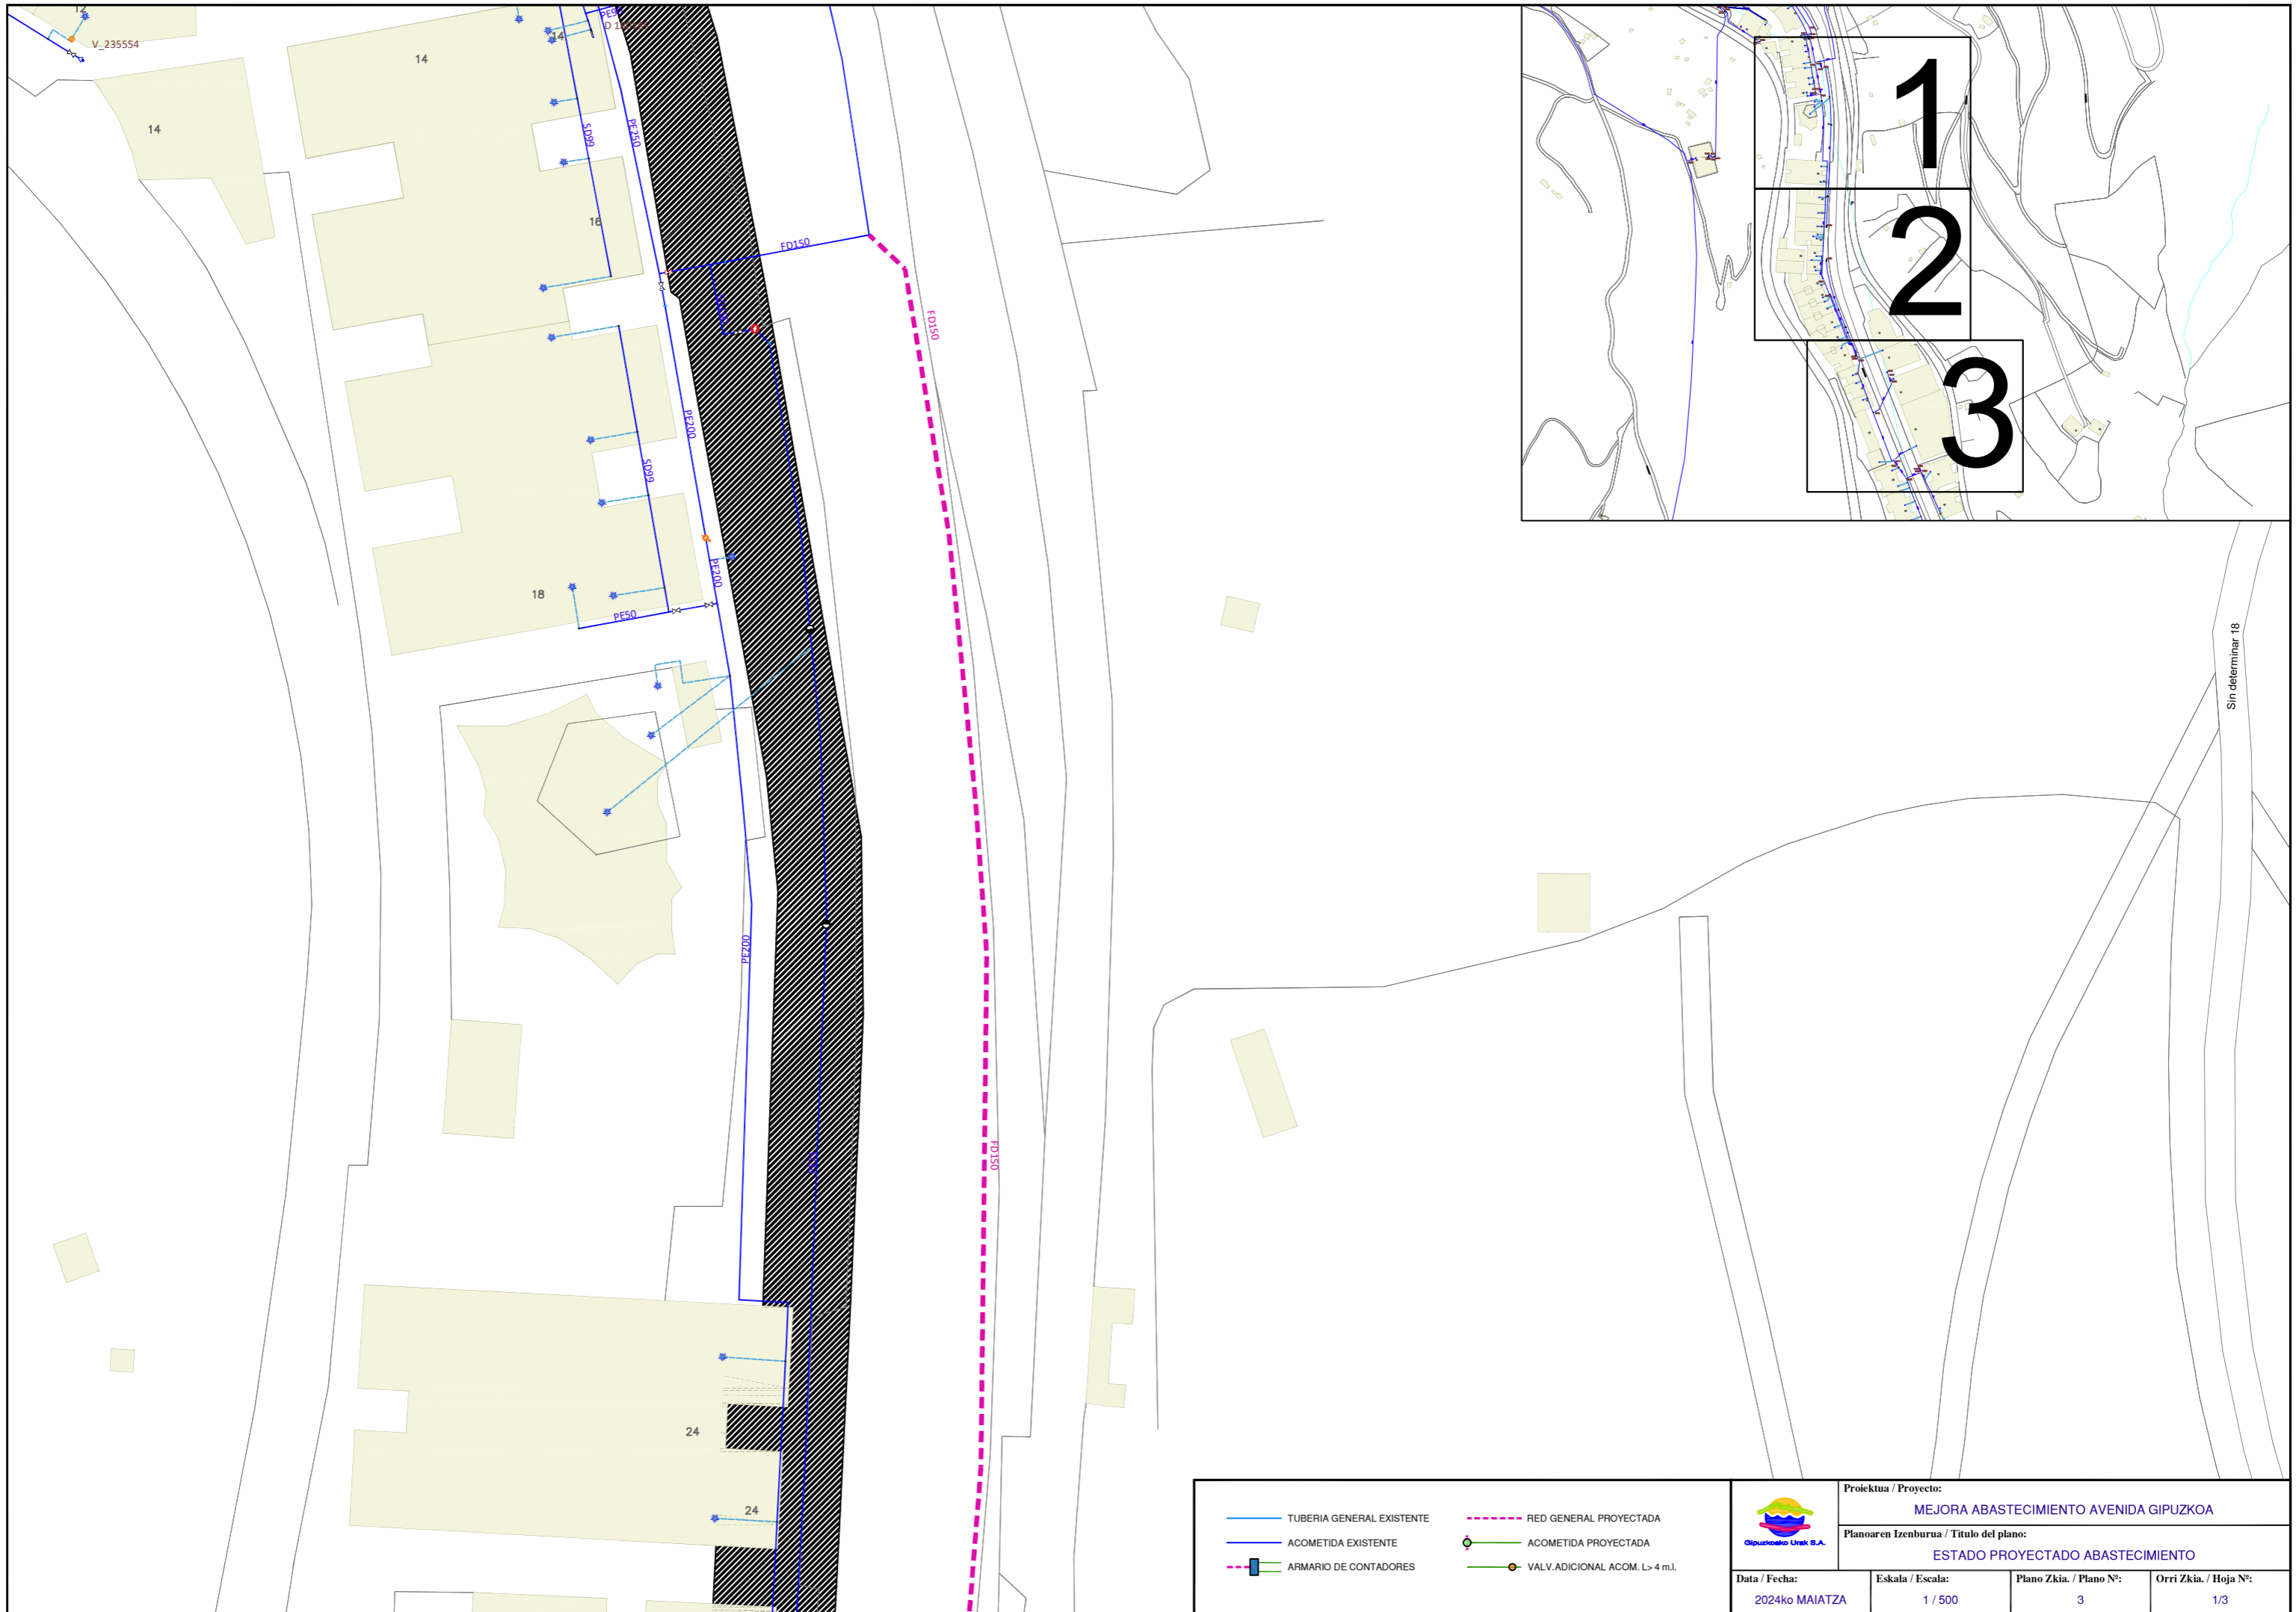 12
V_235554
14
14
14
16
18
24
24
PE250
SD99
FD150
FD150
PE200
SD99
PE200
PE50
PE200
FD150
1
2
3
Sin determinar 18
TUBERIA GENERAL EXISTENTE
ACOMETIDA EXISTENTE
ARMARIO DE CONTADORES
RED GENERAL PROYECTADA
ACOMETIDA PROYECTADA
VALV.ADICIONAL ACOM. L> 4 m.l.
Gipuzkoako Urak S.A.
Proiektua / Proyecto:
MEJORA ABASTECIMIENTO AVENIDA GIPUZKOA
Planoaren Izenburua / Titulo del plano:
ESTADO PROYECTADO ABASTECIMIENTO
Data / Fecha:
2024ko MAIATZA
Eskala / Escala:
1 / 500
Plano Zkia. / Plano Nº:
3
Orri Zkia. / Hoja Nº:
1/3